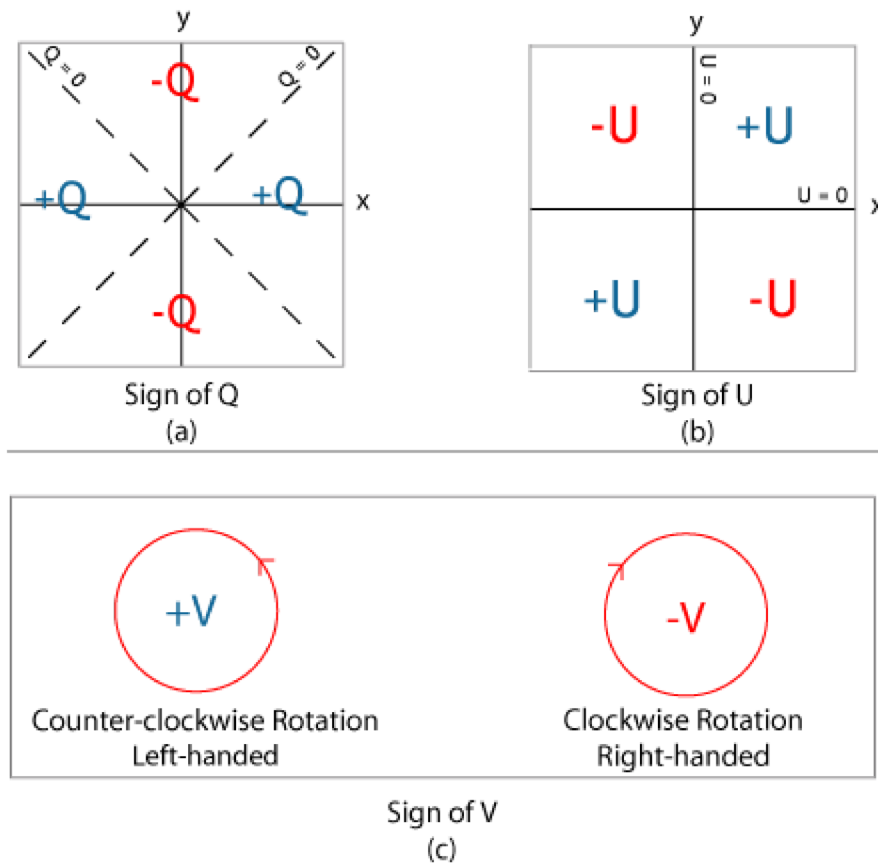 y
Q = 0
-Q
Q = 0
+Q
+Q
x
-Q
Sign of Q
(a)
y
U = 0
-U
+U
U = 0
x
+U
-U
Sign of U
(b)
+V
-V
Counter-clockwise Rotation
Left-handed
Clockwise Rotation
Right-handed
Sign of V
(c)